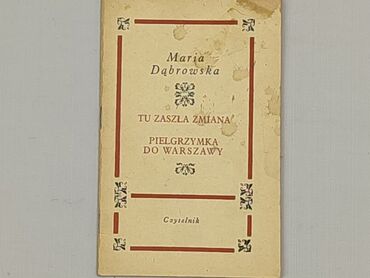 Maria
Dąbrowska
TU ZASZŁA ZMIANA
PIELGRZYMKA
DO WARSZAWY
Czytelnik